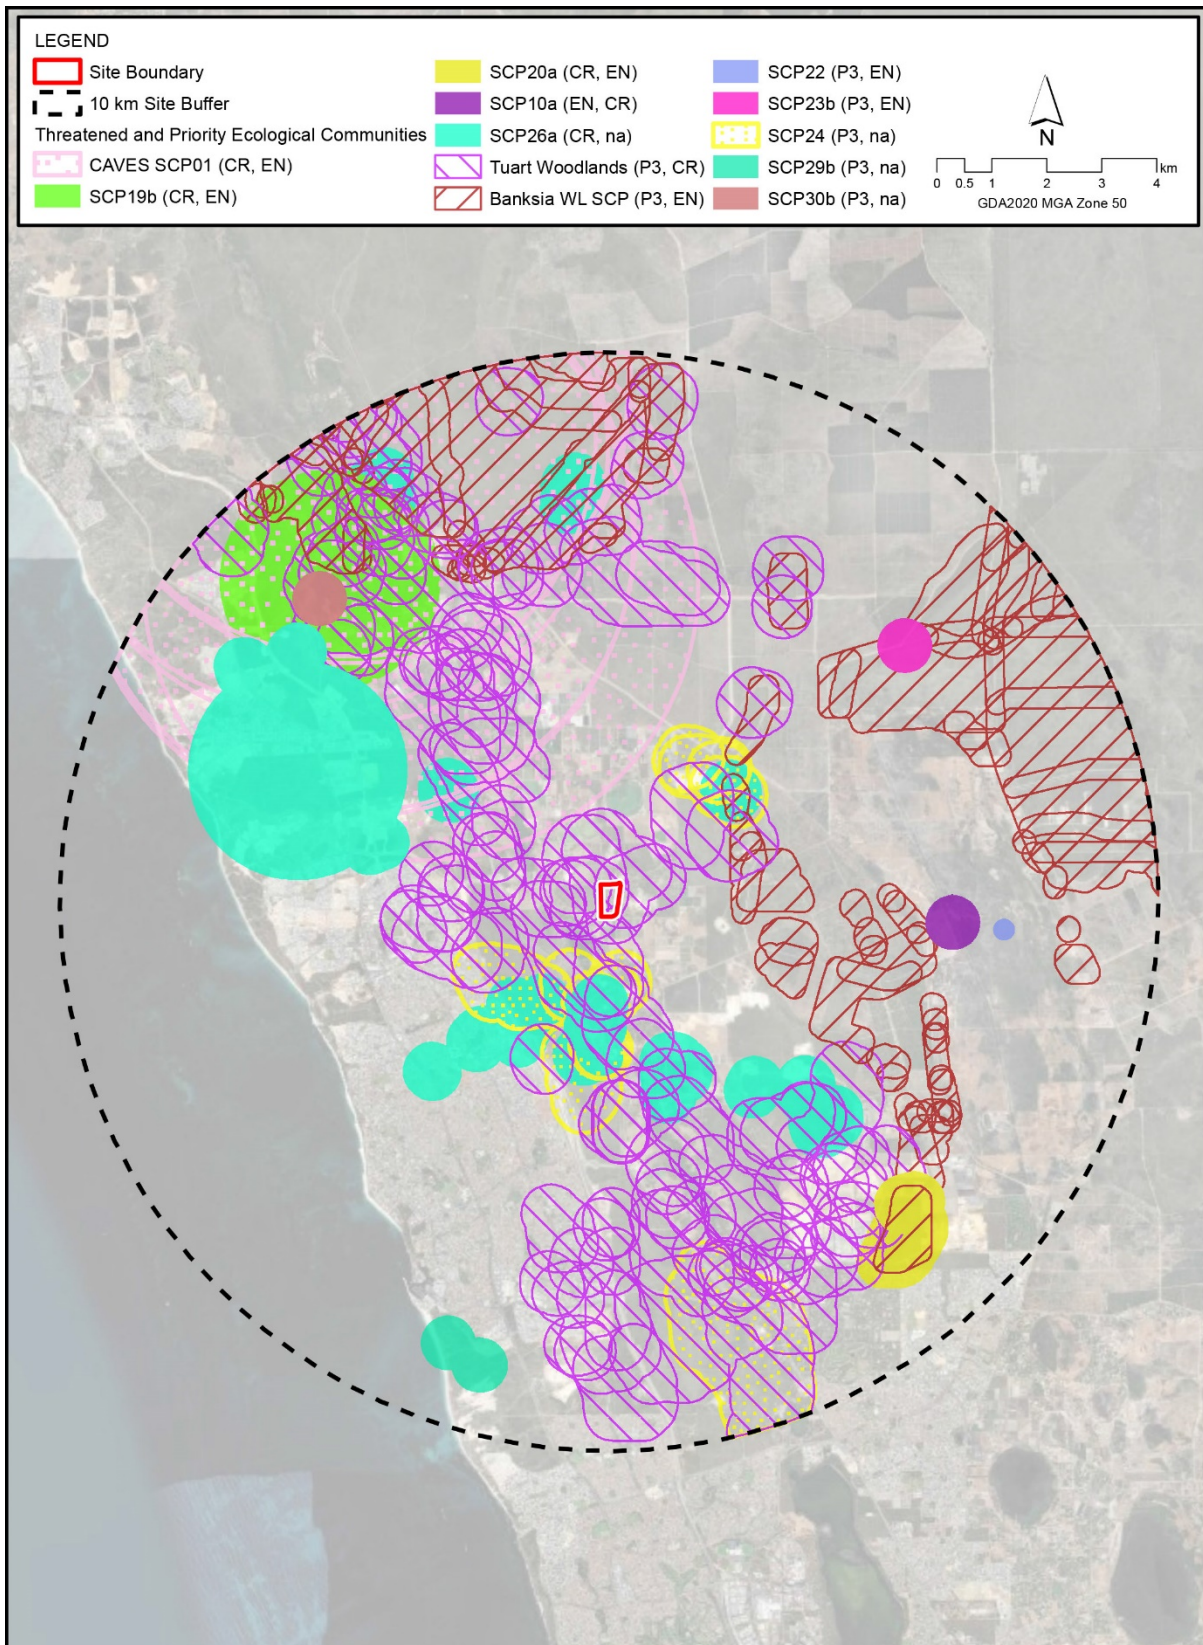 LEGEND
Site Boundary
10 km Site Buffer
Threatened and Priority Ecological Communities
CAVES SCP01 (CR, EN)
SCP19b (CR, EN)
SCP20a (CR, EN)
SCP10a (EN, CR)
SCP26a (CR, na)
Tuart Woodlands (P3, CR)
Banksia WL SCP (P3, EN)
SCP22 (P3, EN)
SCP23b (P3, EN)
SCP24 (P3, na)
SCP29b (P3, na)
SCP30b (P3, na)
N
km
0 0.5 1 2 3 4
GDA2020 MGA Zone 50